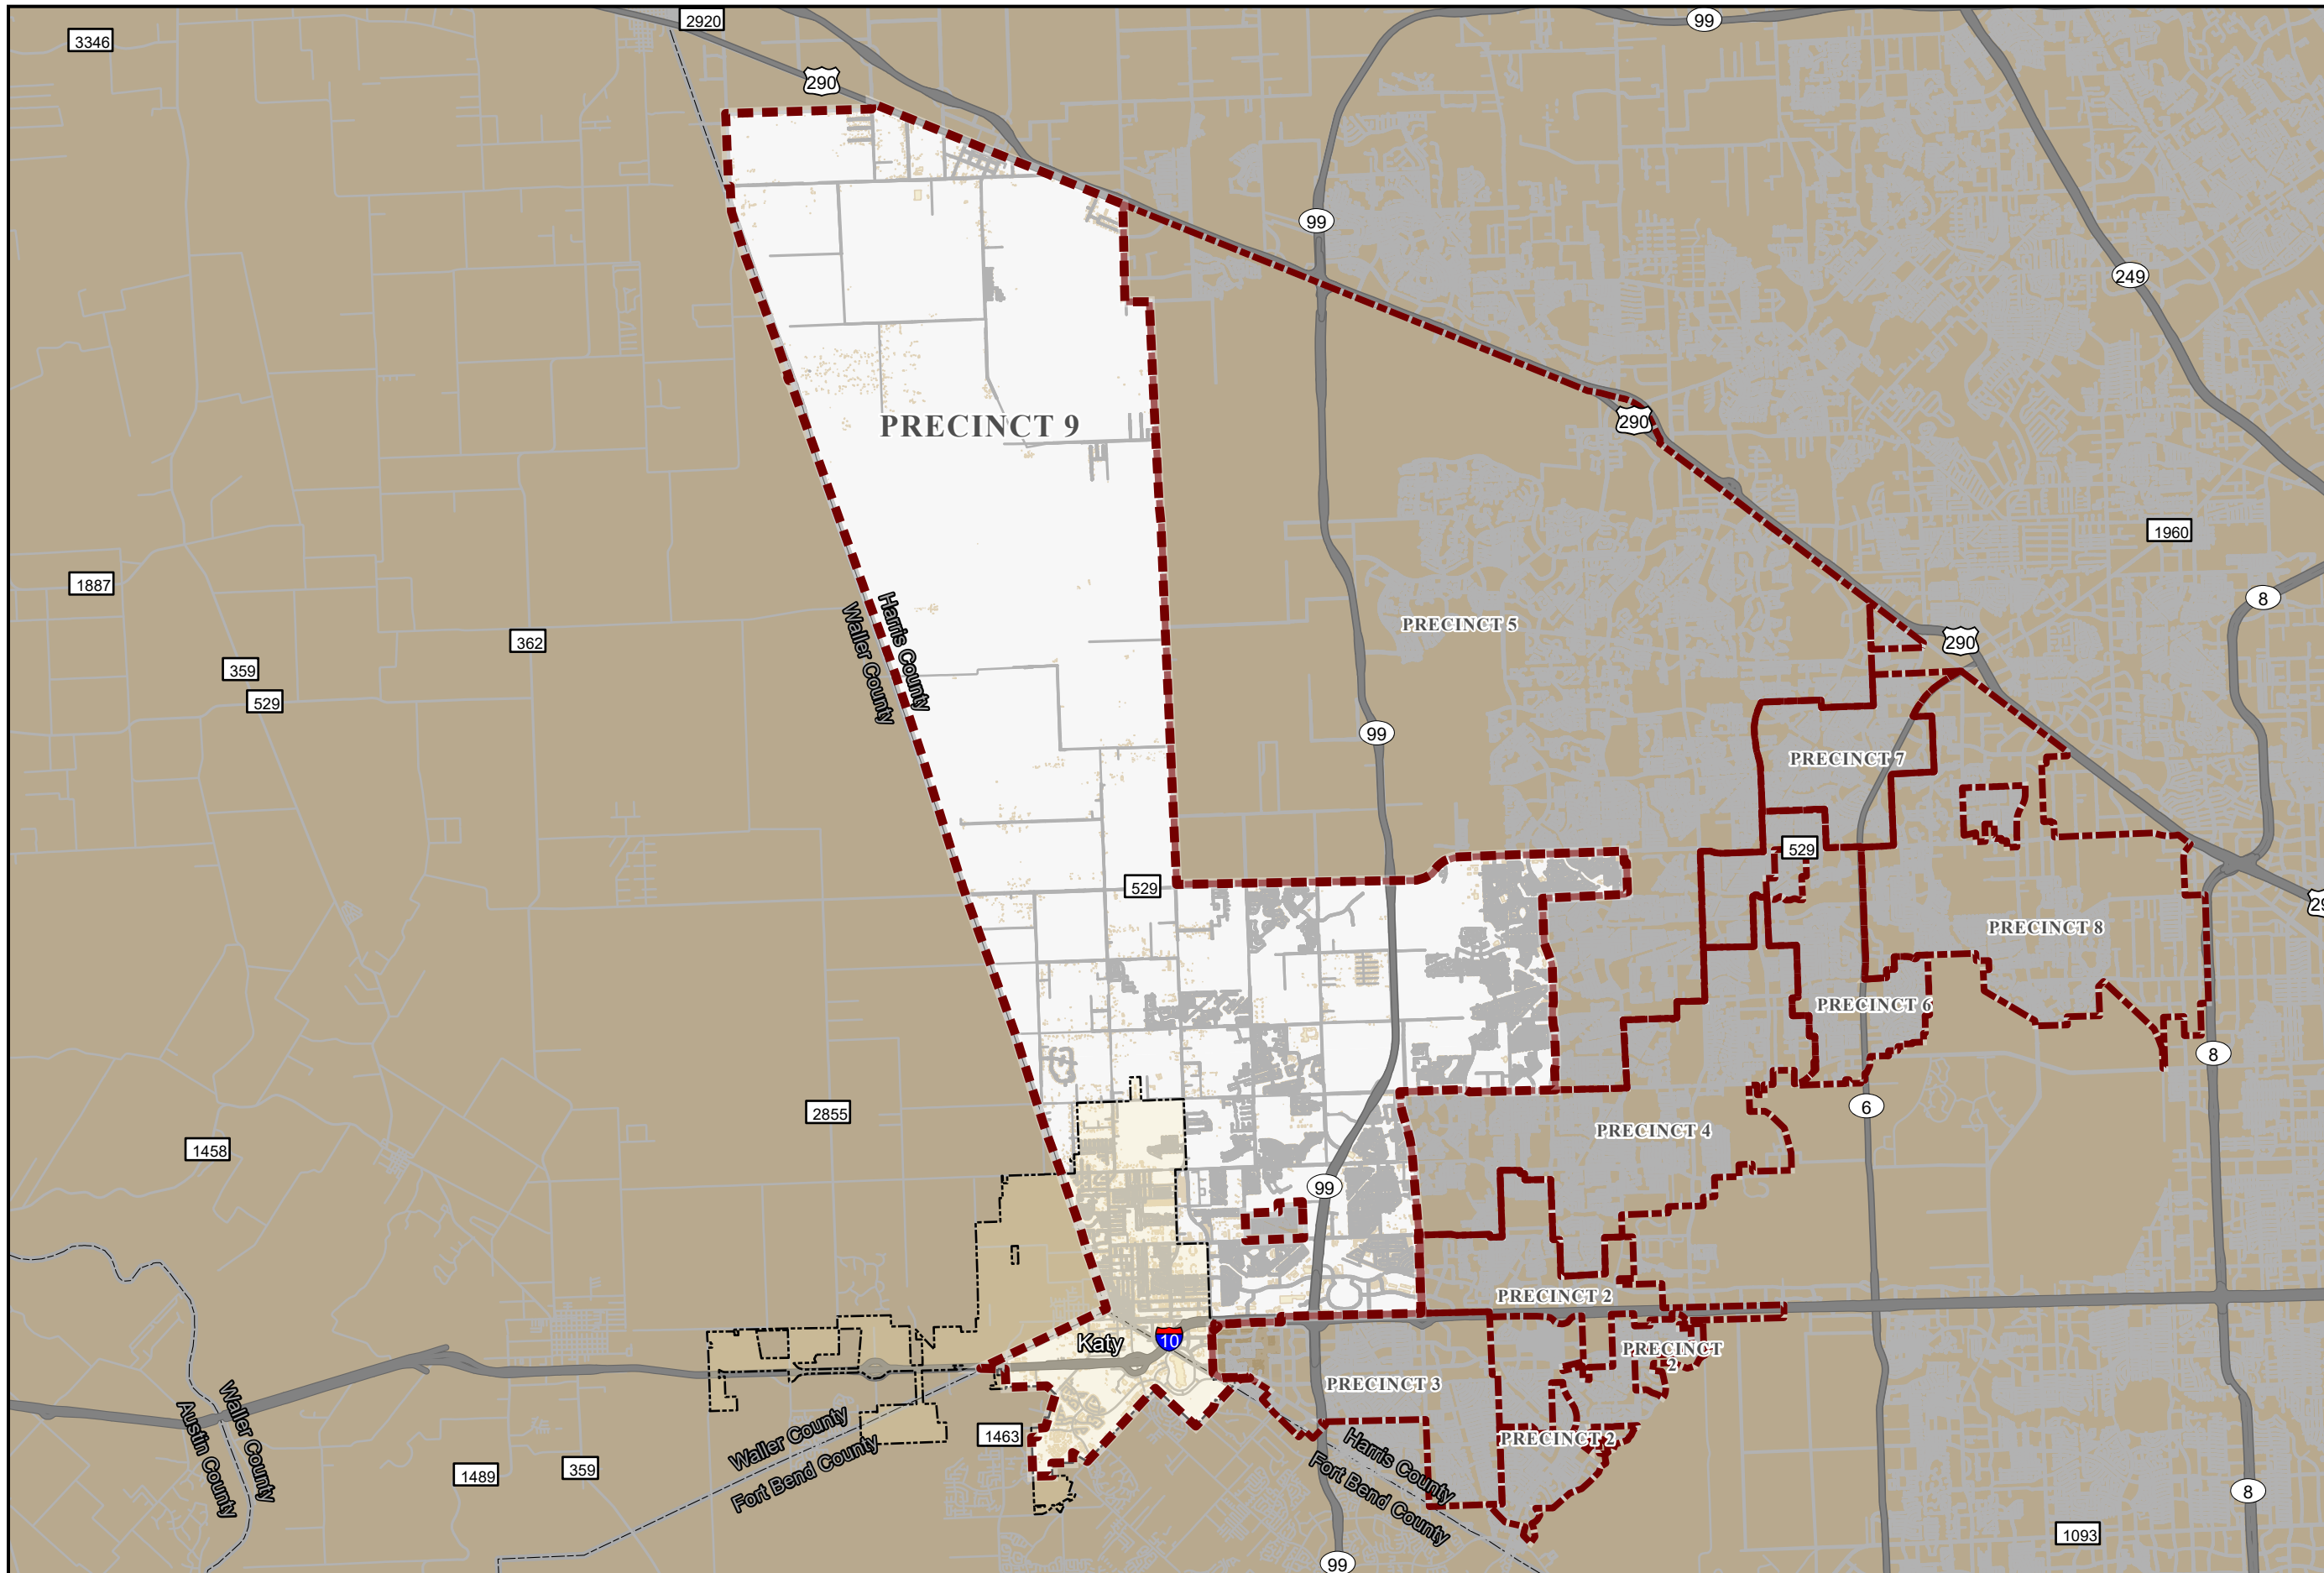 2920
99
3346
290
99
249
290
PRECINCT 9
1960
1887
8
PRECINCT 5
Harris County
Waller County
362
290
359
529
99
PRECINCT 7
529
529
29
PRECINCT 8
PRECINCT 6
8
2855
6
PRECINCT 4
1458
99
PRECINCT 2
Katy
10
PRECINCT
2
PRECINCT 3
Waller County
Austin County
1463
Waller County
Fort Bend County
PRECINCT 2
Harris County
Fort Bend County
1489
359
8
1093
99